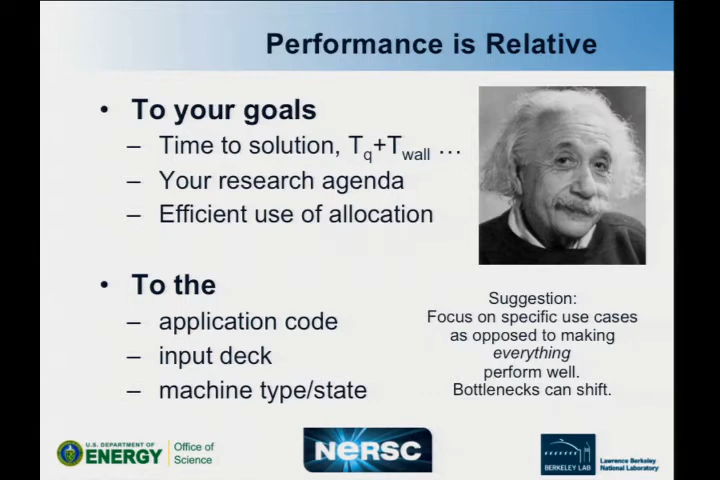 Performance is Relative
• To your goals
– Time to solution, Tq+Twall …
– Your research agenda
– Efficient use of allocation
• To the
– application code
– input deck
– machine type/state
Suggestion:
Focus on specific use cases
as opposed to making
everything
perform well.
Bottlenecks can shift.
U.S. DEPARTMENT OF
ENERGY
Office of
Science
NERSC
BERKELEY LAB
Lawrence Berkeley
National Laboratory